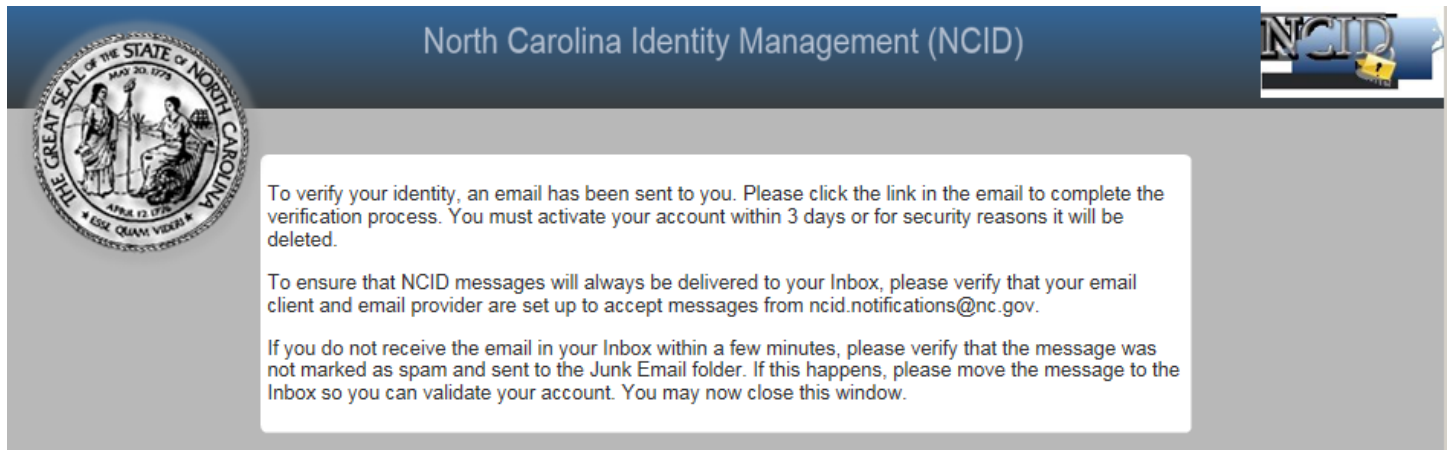 North Carolina Identity Management (NCID)
NCID
THE GREAT SEAL OF THE STATE OF NORTH CAROLINA
MAY 20, 1775
APRIL 12, 1776
ESSE QUAM VIDERI
To verify your identity, an email has been sent to you. Please click the link in the email to complete the
verification process. You must activate your account within 3 days or for security reasons it will be
deleted.
To ensure that NCID messages will always be delivered to your Inbox, please verify that your email
client and email provider are set up to accept messages from ncid.notifications@nc.gov.
If you do not receive the email in your Inbox within a few minutes, please verify that the message was
not marked as spam and sent to the Junk Email folder. If this happens, please move the message to the
Inbox so you can validate your account. You may now close this window.